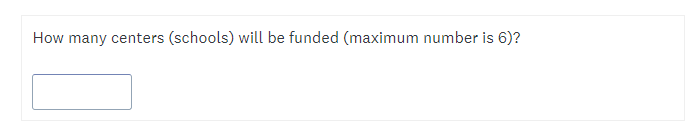 How many centers (schools) will be funded (maximum number is 6)?